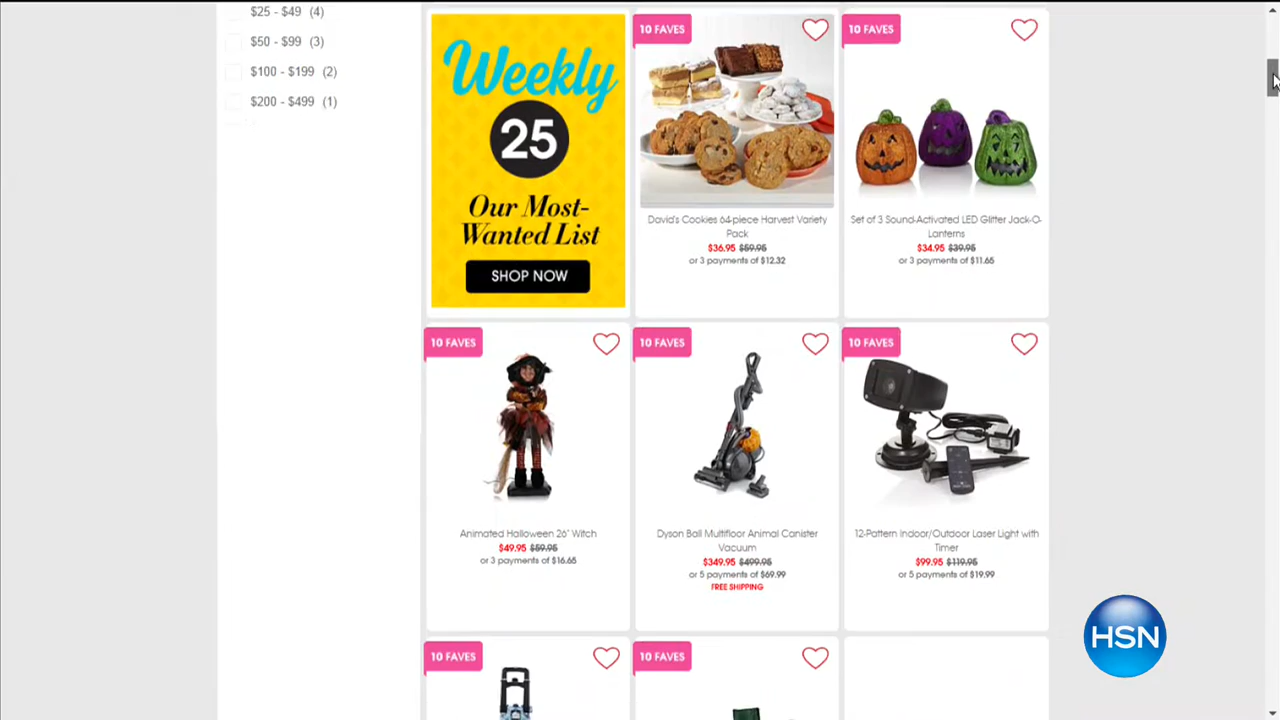 $25 - $49 (4)
$50 - $99 (3)
$100 - $199 (2)
$200 - $499 (1)
Weekly
25
Our Most-
Wanted List
SHOP NOW
10 FAVES
David's Cookies 64-piece Harvest Variety
Pack
$36.95 $59.95
or 3 payments of $12.32
10 FAVES
Set of 3 Sound-Activated LED Glitter Jack-O-
Lanterns
$34.95 $39.95
or 3 payments of $11.65
10 FAVES
Animated Halloween 26" Witch
$49.95 $59.95
or 3 payments of $16.65
10 FAVES
Dyson Ball Multifloor Animal Canister
Vacuum
$349.95 $499.95
or 5 payments of $69.99
FREE SHIPPING
10 FAVES
12-Pattern Indoor/Outdoor Laser Light with
Timer
$99.95 $119.95
or 5 payments of $19.99
10 FAVES
10 FAVES
HSN